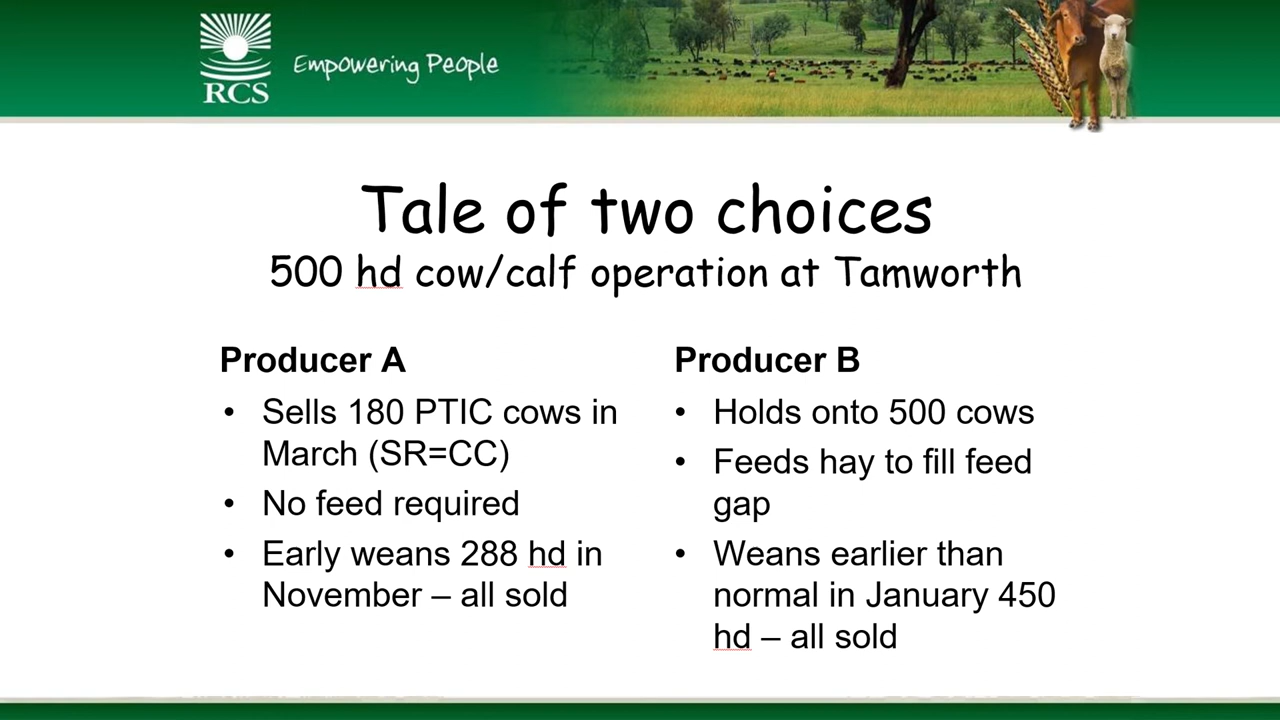 RCS
Empowering People
Tale of two choices
500 hd cow/calf operation at Tamworth
Producer A
• Sells 180 PTIC cows in
March (SR=CC)
• No feed required
• Early weans 288 hd in
November – all sold
Producer B
• Holds onto 500 cows
• Feeds hay to fill feed
gap
• Weans earlier than
normal in January 450
hd – all sold